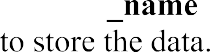 _name
to store the data.